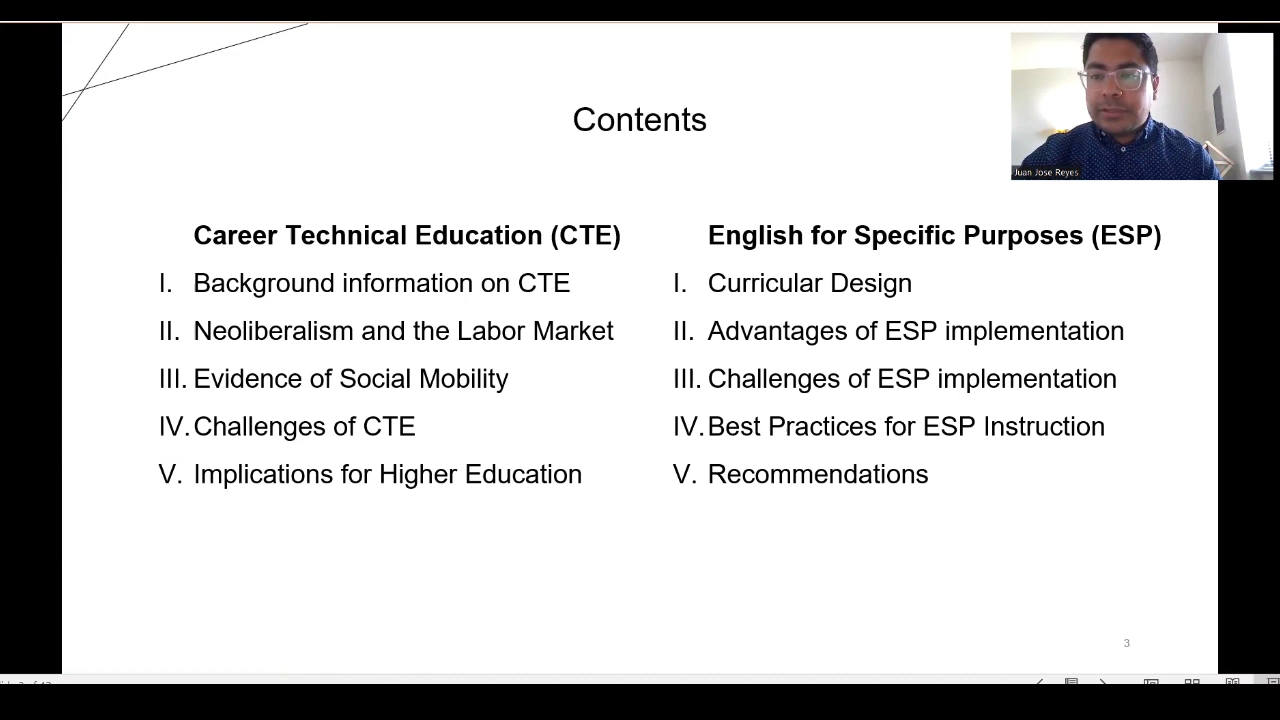 Contents
Juan Jose Reyes
Career Technical Education (CTE)
I. Background information on CTE
II. Neoliberalism and the Labor Market
III. Evidence of Social Mobility
IV. Challenges of CTE
V. Implications for Higher Education
English for Specific Purposes (ESP)
I. Curricular Design
II. Advantages of ESP implementation
III. Challenges of ESP implementation
IV. Best Practices for ESP Instruction
V. Recommendations
3